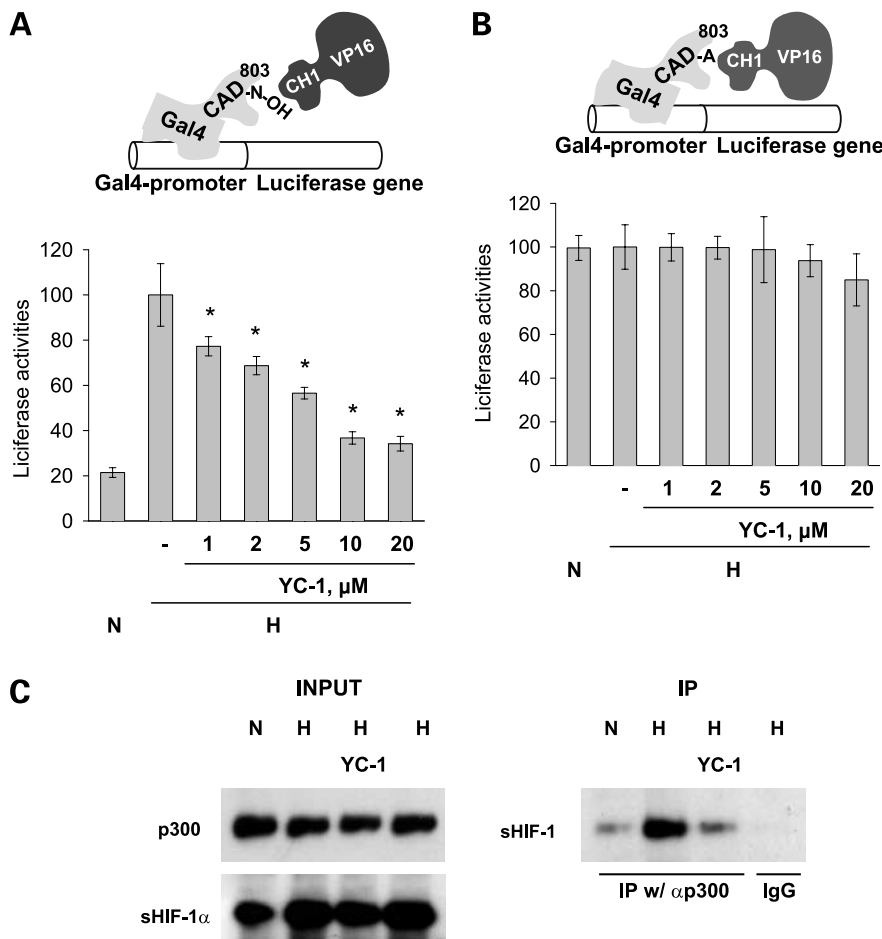 A
803
CAD-N-OH
CH1 VP16
Gal4
Gal4-promoter Luciferase gene
Liciferase activities
120
100
80
60
40
20
0
* * * * *
- 1 2 5 10 20
YC-1, µM
N H
B
803
CAD-A CH1 VP16
Gal4
Gal4-promoter Luciferase gene
Liciferase activities
120
100
80
60
40
20
0
- 1 2 5 10 20
YC-1, µM
N H
C
INPUT
N H H H
YC-1
p300
sHIF-1α
IP
N H H H
YC-1
sHIF-1
IP w/ αp300 IgG